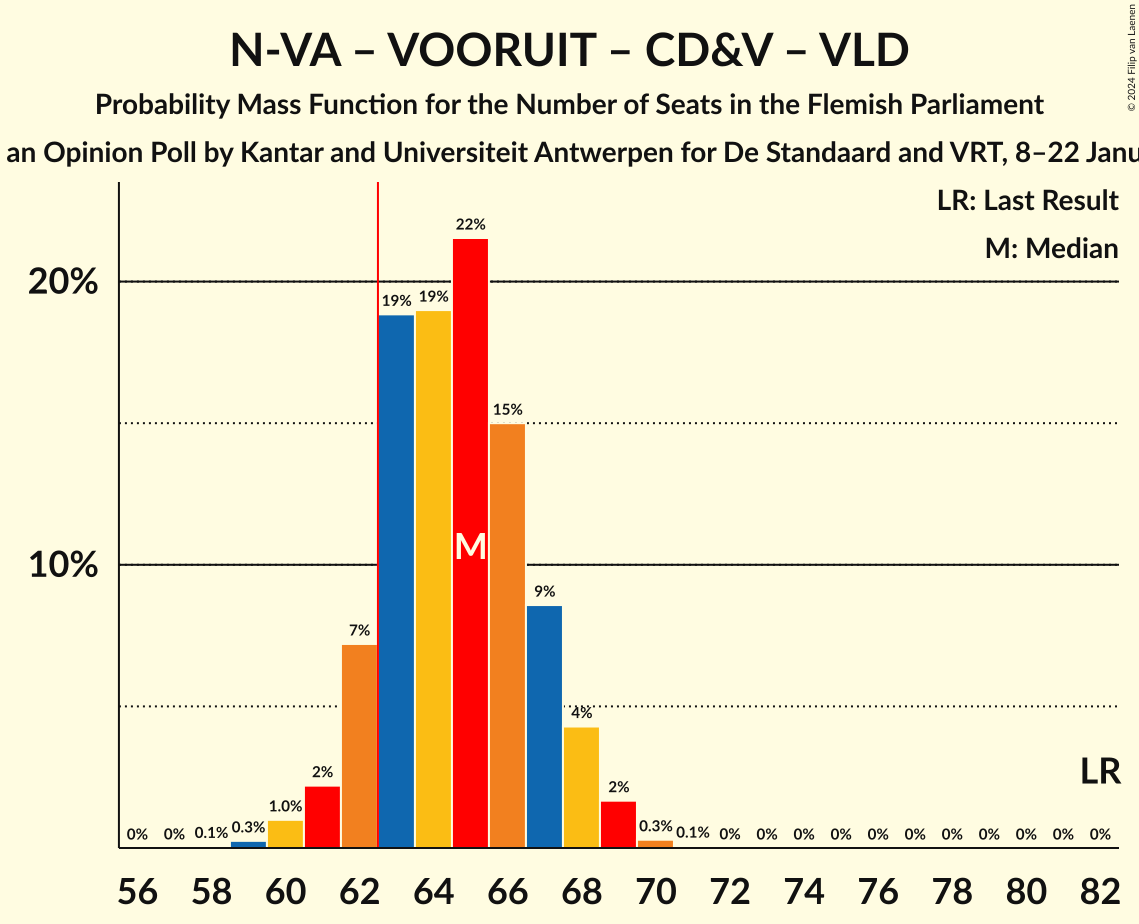 N-VA – VOORUIT – CD&V – VLD
Probability Mass Function for the Number of Seats in the Flemish Parliament
an Opinion Poll by Kantar and Universiteit Antwerpen for De Standaard and VRT, 8–22 Janu
© 2024 Filip van Laenen
LR: Last Result
M: Median
20%
10%
0% 0% 0.1% 0.3% 1.0% 2% 7% 19% 19% 22% 15% 9% 4% 2% 0.3% 0.1% 0% 0% 0% 0% 0% 0% 0% 0% 0% 0% 0%
M
LR
56 58 60 62 64 66 68 70 72 74 76 78 80 82